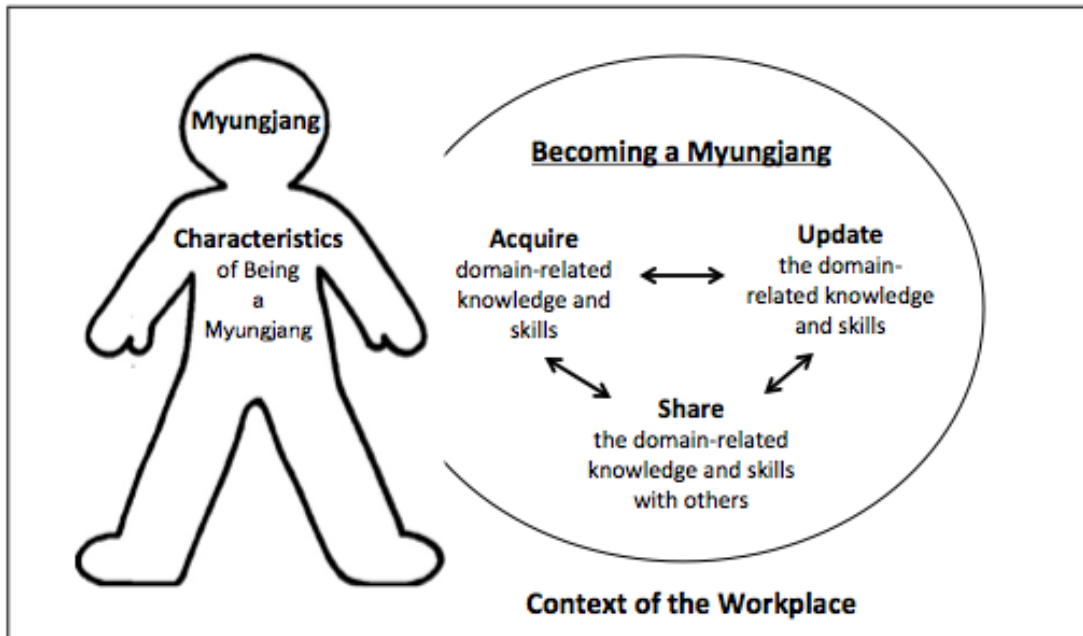 Myungjang
Characteristics
of Being
a
Myungjang
Becoming a Myungjang
Acquire
domain-related
knowledge and
skills
Update
the domain-
related knowledge
and skills
Share
the domain-related
knowledge and skills
with others
Context of the Workplace